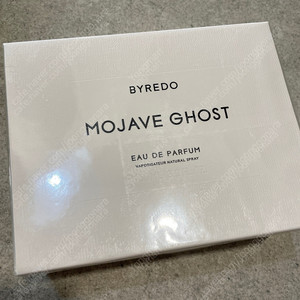 BYREDO
MOJAVE GHOST
EAU DE PARFUM
VAPORISATEUR NATURAL SPRAY